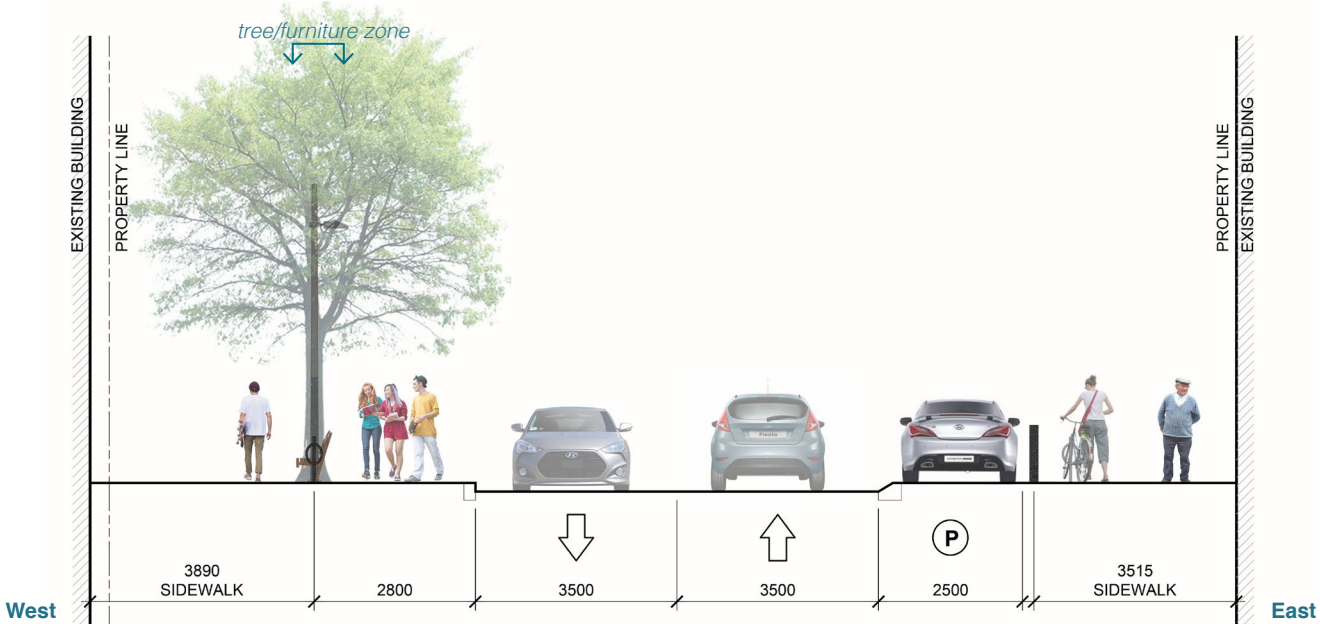 tree/furniture zone
EXISTING BUILDING
PROPERTY LINE
PROPERTY LINE
EXISTING BUILDING
Fiesta
P
3890
SIDEWALK
2800
3500
3500
2500
3515
SIDEWALK
West
East